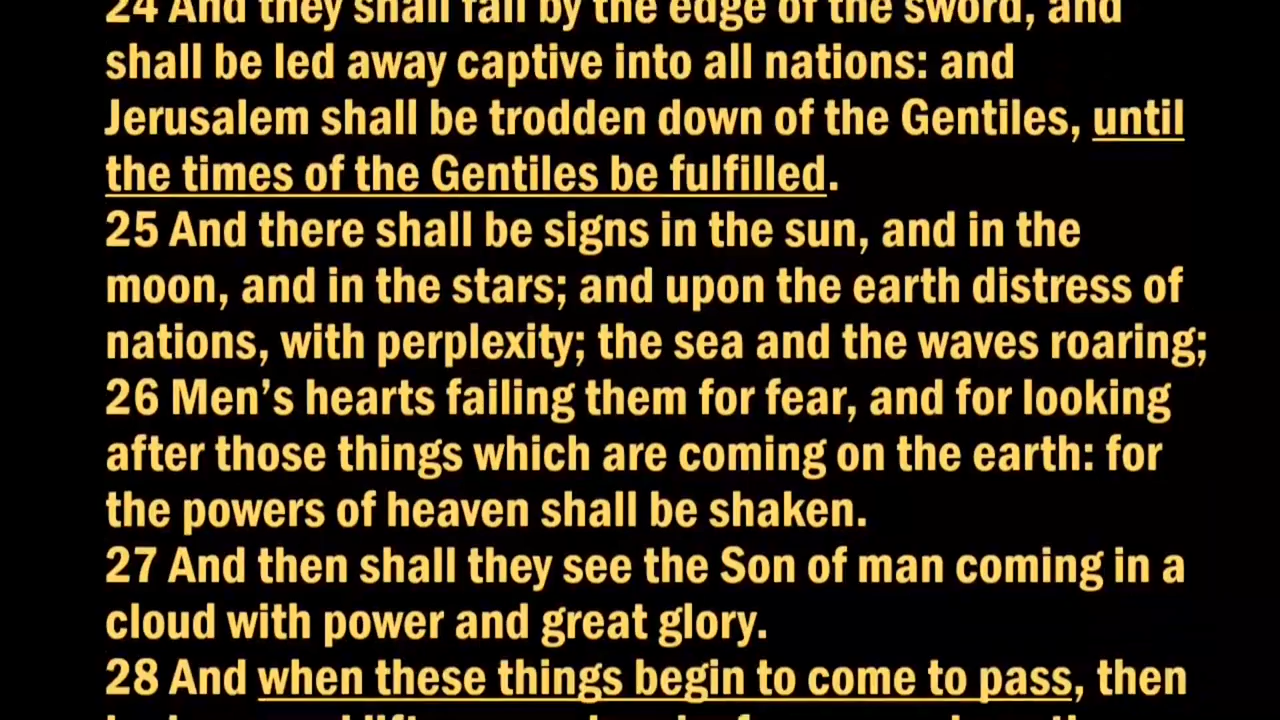 24 And they shall fall by the edge of the sword, and
shall be led away captive into all nations: and
Jerusalem shall be trodden down of the Gentiles, until
the times of the Gentiles be fulfilled.
25 And there shall be signs in the sun, and in the
moon, and in the stars; and upon the earth distress of
nations, with perplexity; the sea and the waves roaring;
26 Men’s hearts failing them for fear, and for looking
after those things which are coming on the earth: for
the powers of heaven shall be shaken.
27 And then shall they see the Son of man coming in a
cloud with power and great glory.
28 And when these things begin to come to pass, then